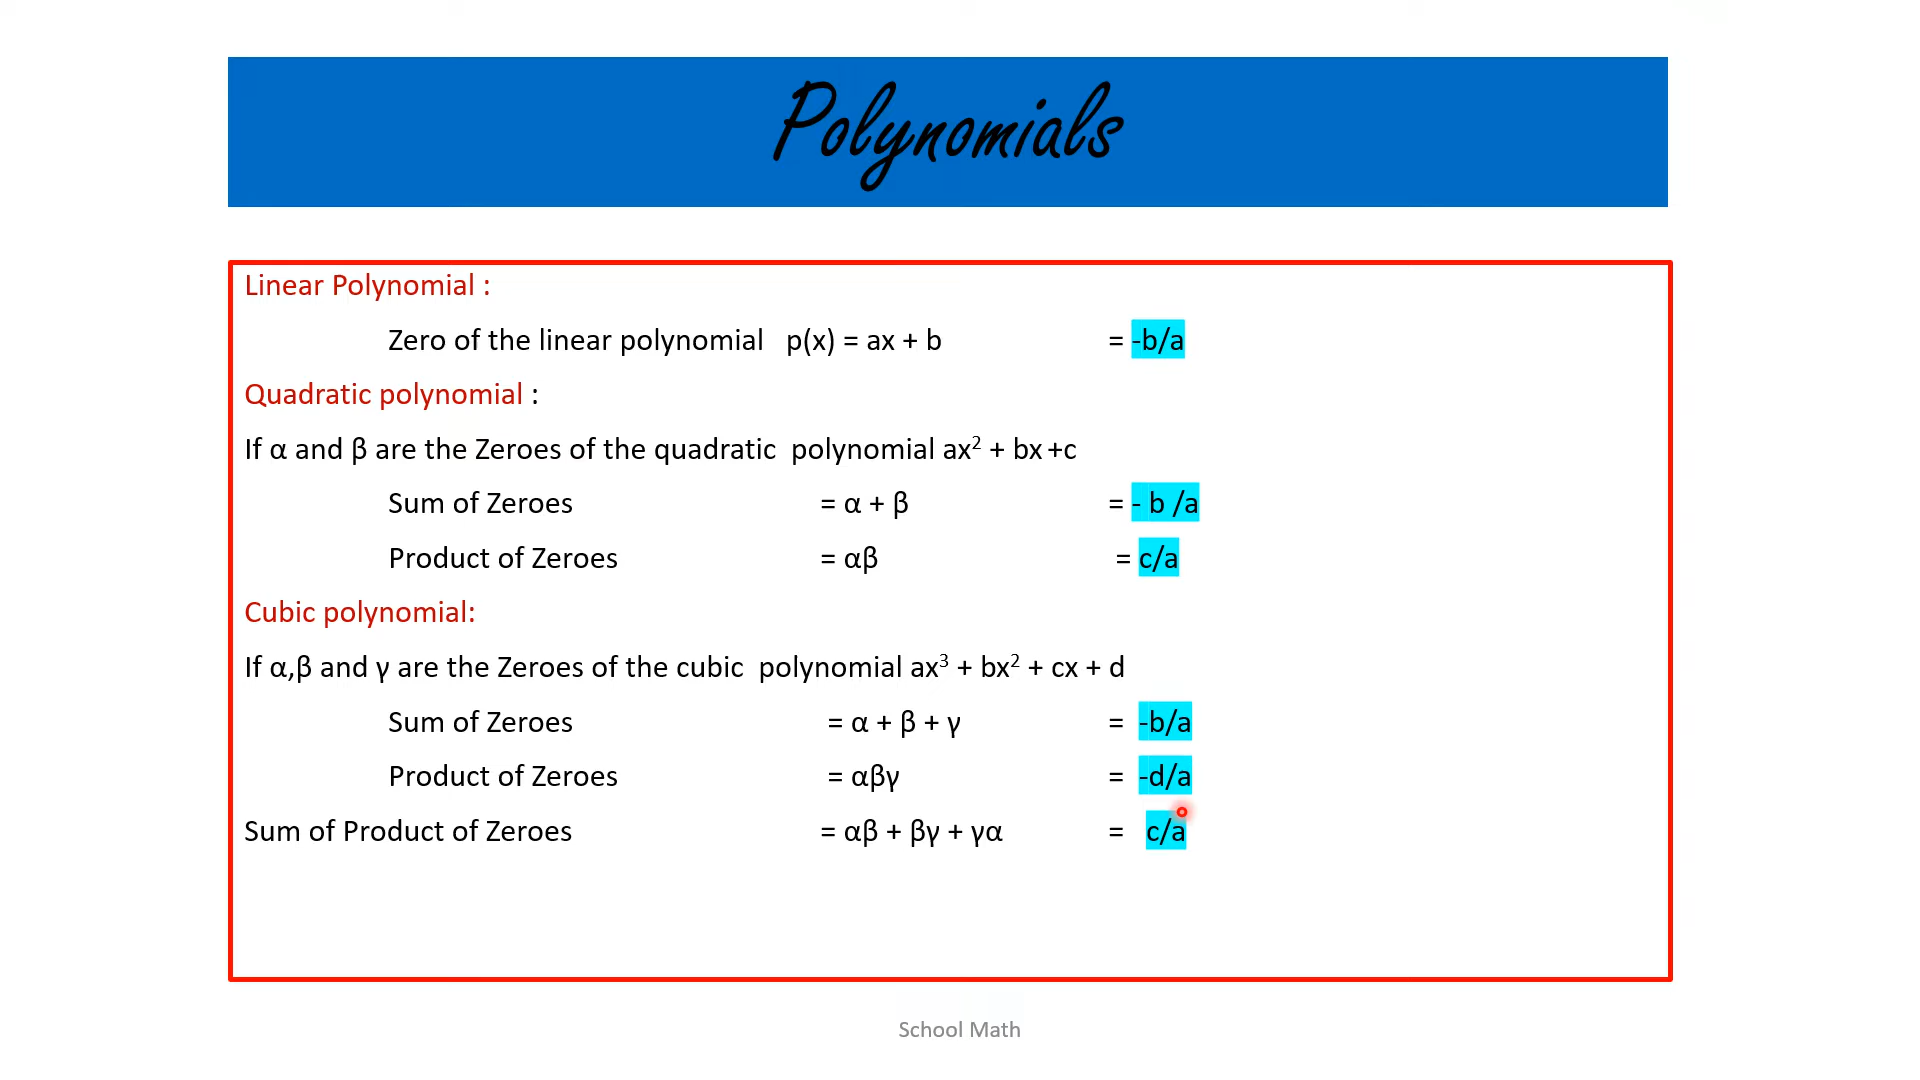 Polynomials
Linear Polynomial :
Zero of the linear polynomial p(x) = ax + b = -b/a
Quadratic polynomial :
If α and β are the Zeroes of the quadratic polynomial ax² + bx +c
Sum of Zeroes = α + β = - b /a
Product of Zeroes = αβ = c/a
Cubic polynomial:
If α,β and γ are the Zeroes of the cubic polynomial ax³ + bx² + cx + d
Sum of Zeroes = α + β + γ = -b/a
Product of Zeroes = αβγ = -d/a
Sum of Product of Zeroes = αβ + βγ + γα = c/a
School Math